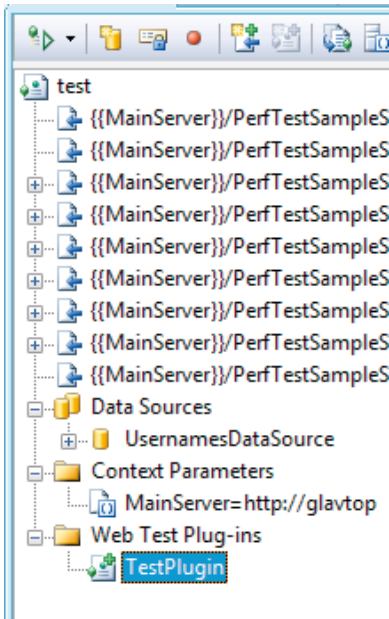 test
{{MainServer}}/PerfTestSampleS
{{MainServer}}/PerfTestSampleS
{{MainServer}}/PerfTestSampleS
{{MainServer}}/PerfTestSampleS
{{MainServer}}/PerfTestSampleS
{{MainServer}}/PerfTestSampleS
{{MainServer}}/PerfTestSampleS
{{MainServer}}/PerfTestSampleS
{{MainServer}}/PerfTestSampleS
Data Sources
UsernamesDataSource
Context Parameters
MainServer=http://glavtop
Web Test Plug-ins
TestPlugin